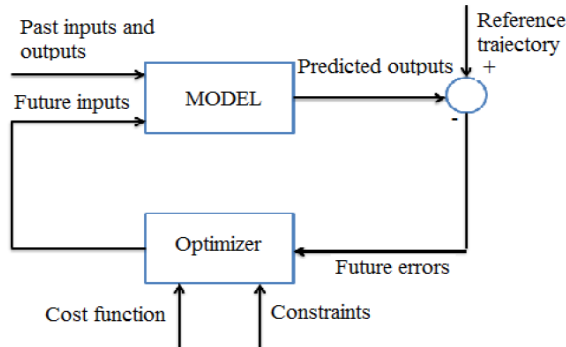 Past inputs and
outputs
Reference
trajectory
+
Predicted outputs
Future inputs
MODEL
-
Optimizer
Future errors
Cost function
Constraints